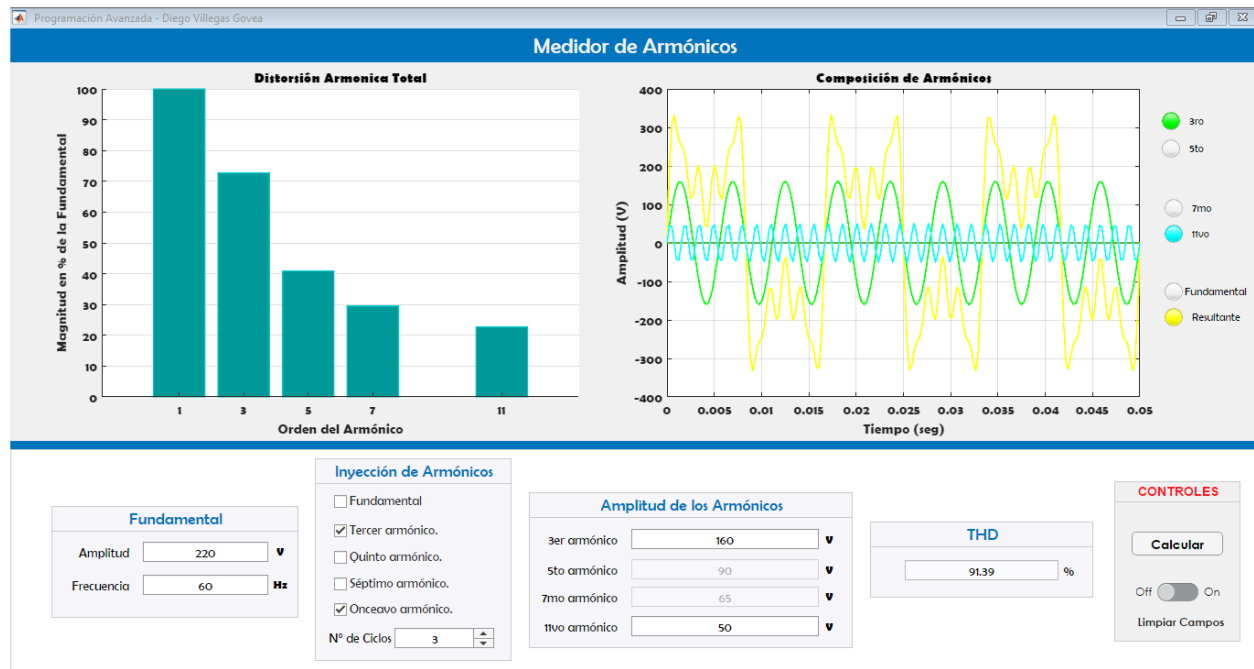 Programación Avanzada - Diego Villegas Govea
Medidor de Armónicos
Distorsión Armonica Total
Magnitud en % de la Fundamental
100
90
80
70
60
50
40
30
20
10
0
1 3 5 7 11
Orden del Armónico
Composición de Armónicos
Amplitud (V)
400
300
200
100
0
-100
-200
-300
-400
0 0.005 0.01 0.015 0.02 0.025 0.03 0.035 0.04 0.045 0.05
Tiempo (seg)
3ro
5to
7mo
11vo
Fundamental
Resultante
Fundamental
Amplitud 220 V
Frecuencia 60 Hz
Inyección de Armónicos
Fundamental
Tercer armónico.
Quinto armónico.
Séptimo armónico.
Onceavo armónico.
Nº de Ciclos 3
Amplitud de los Armónicos
3er armónico 160 V
5to armónico 90 V
7mo armónico 65 V
11vo armónico 50 V
THD
91.39 %
CONTROLES
Calcular
Off On
Limpiar Campos